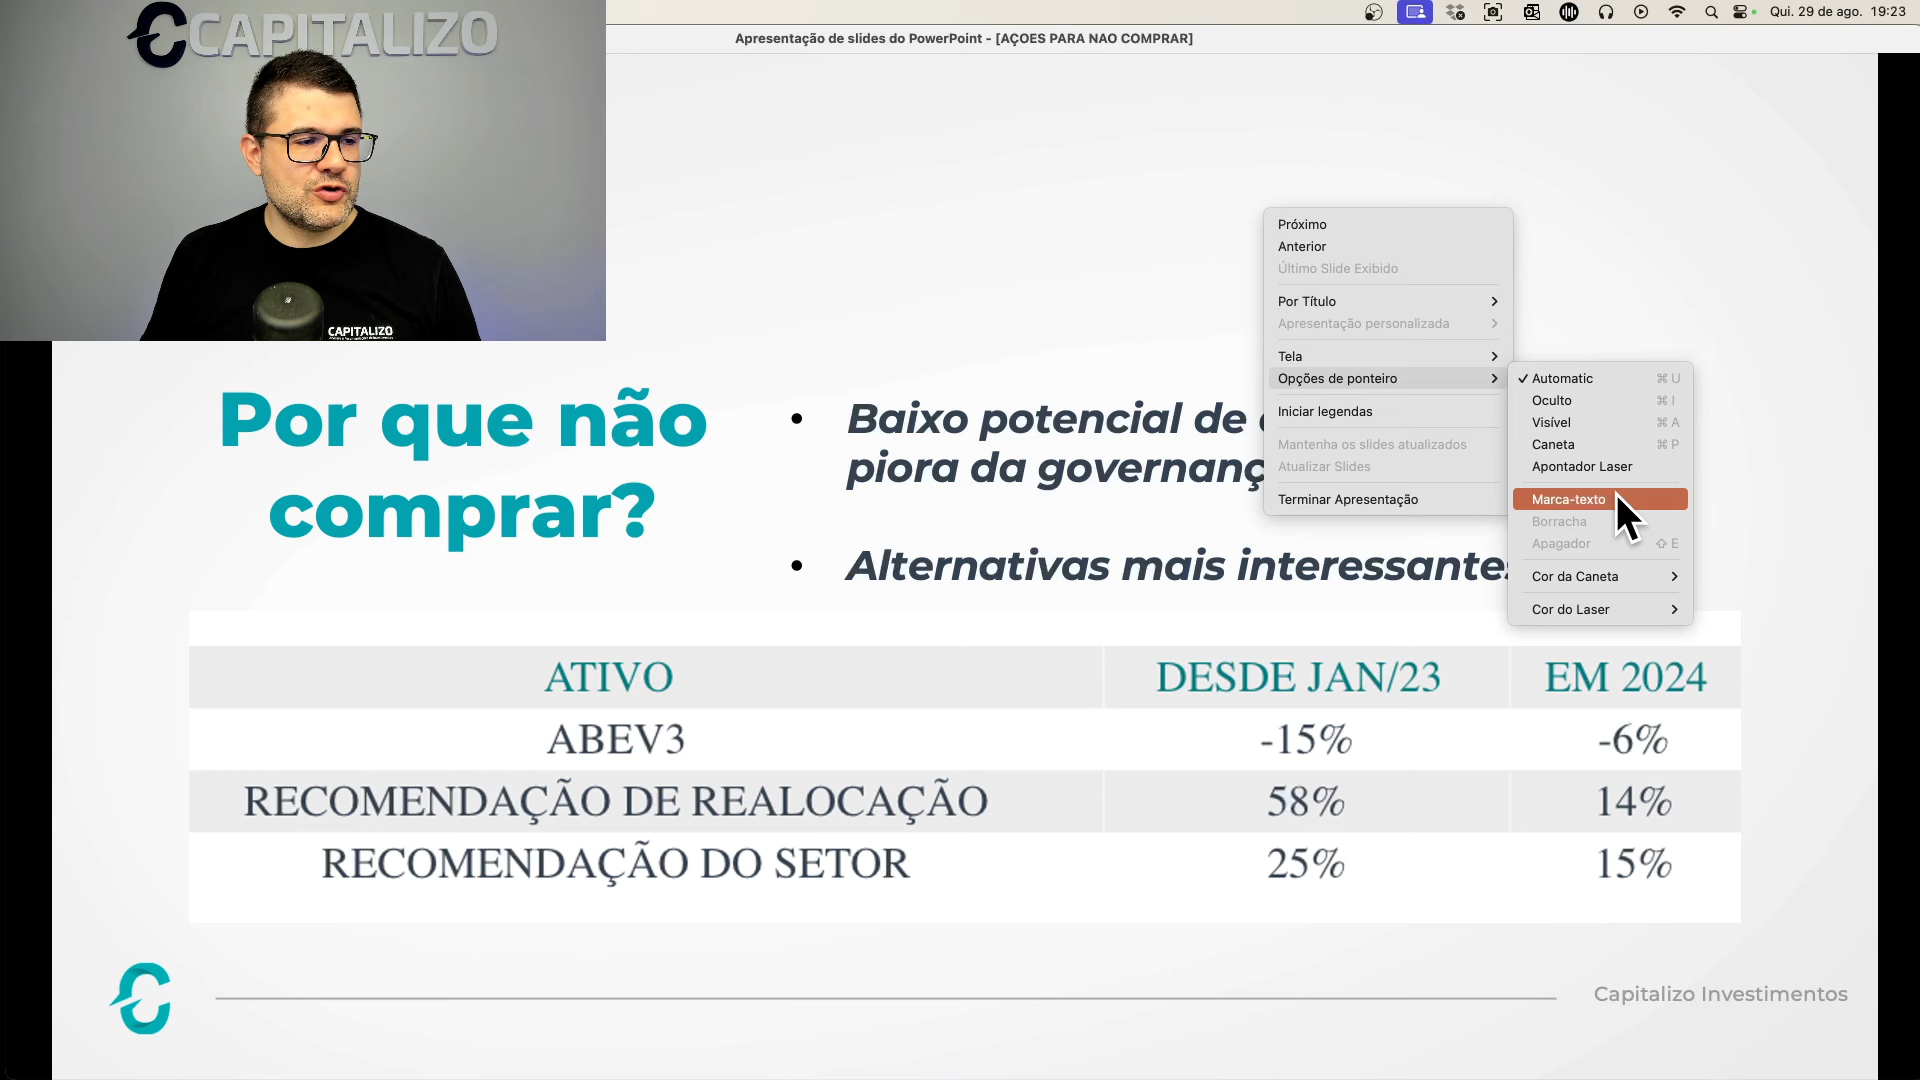 CAPITALIZO
CAPITALIZO
Qui. 29 de ago. 19:23
Apresentação de slides do PowerPoint - [AÇOES PARA NAO COMPRAR]
Próximo
Anterior
Último Slide Exibido
Por Título
Apresentação personalizada
Tela
Opções de ponteiro
Iniciar legendas
Mantenha os slides atualizados
Atualizar Slides
Terminar Apresentação
✓ Automatic ⌘ U
Oculto ⌘ I
Visível ⌘ A
Caneta ⌘ P
Apontador Laser
Marca-texto
Borracha
Apagador ⇧ E
Cor da Caneta
Cor do Laser
Por que não
comprar?
• Baixo potencial de
piora da governanç
• Alternativas mais interessantes
ATIVO DESDE JAN/23 EM 2024
ABEV3 -15% -6%
RECOMENDAÇÃO DE REALOCAÇÃO 58% 14%
RECOMENDAÇÃO DO SETOR 25% 15%
Capitalizo Investimentos